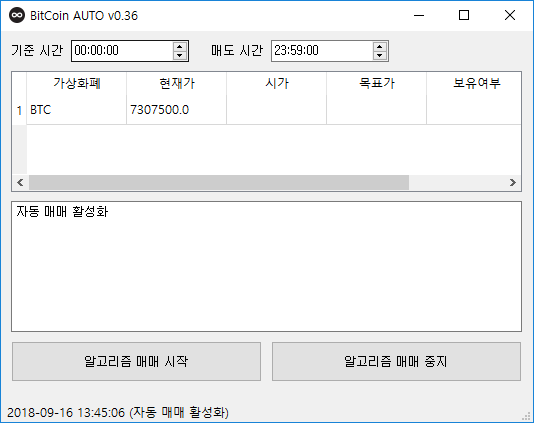 BitCoin AUTO v0.36
기준 시간 00:00:00 매도 시간 23:59:00
가상화폐 현재가 시가 목표가 보유여부
1 BTC 7307500.0
자동 매매 활성화
알고리즘 매매 시작 알고리즘 매매 중지
2018-09-16 13:45:06 (자동 매매 활성화)